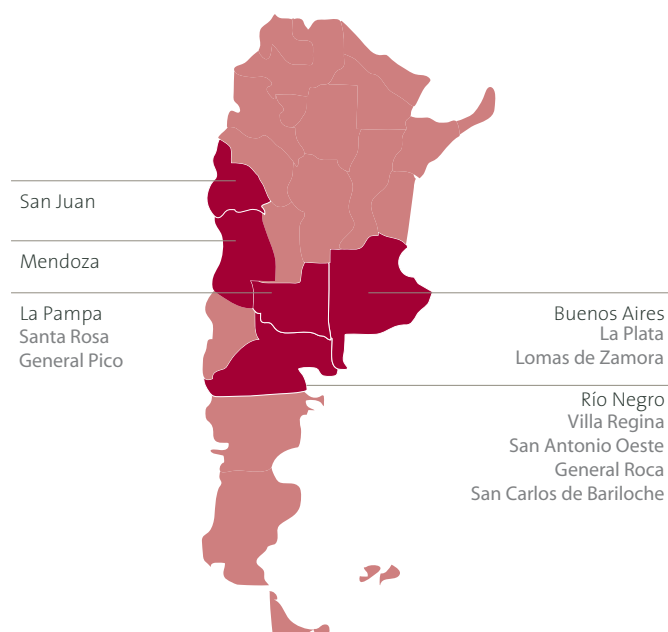 San Juan
Mendoza
La Pampa
Santa Rosa
General Pico
Buenos Aires
La Plata
Lomas de Zamora
Río Negro
Villa Regina
San Antonio Oeste
General Roca
San Carlos de Bariloche